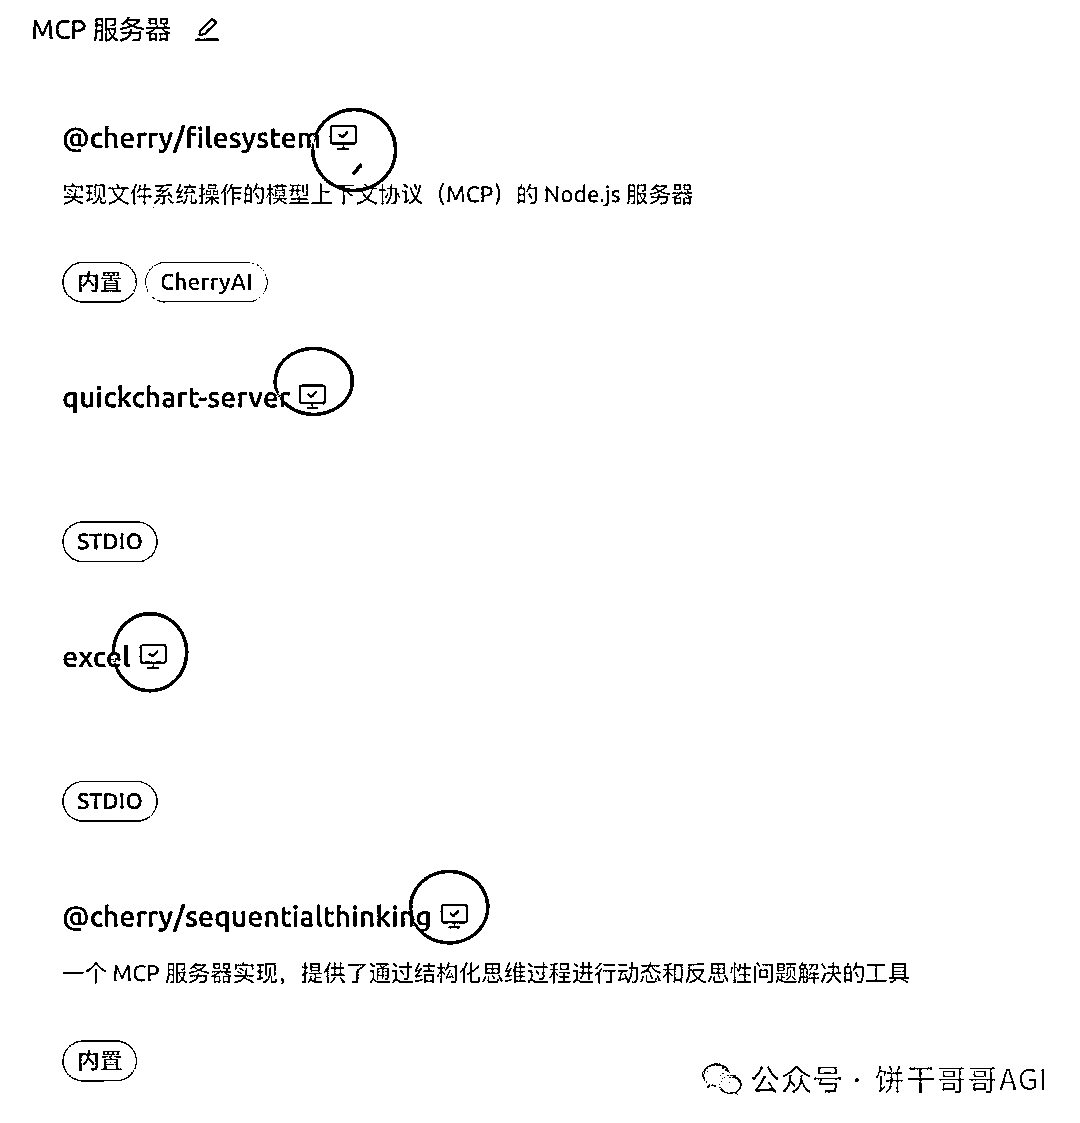 MCP 服务器
@cherry/filesystem
实现文件系统操作的模型上下文协议（MCP）的 Node.js 服务器
内置 CherryAI
quickchart-server
STDIO
excel
STDIO
@cherry/sequentialthinking
一个 MCP 服务器实现，提供了通过结构化思维过程进行动态和反思性问题解决的工具
内置
公众号 · 饼干哥哥AGI